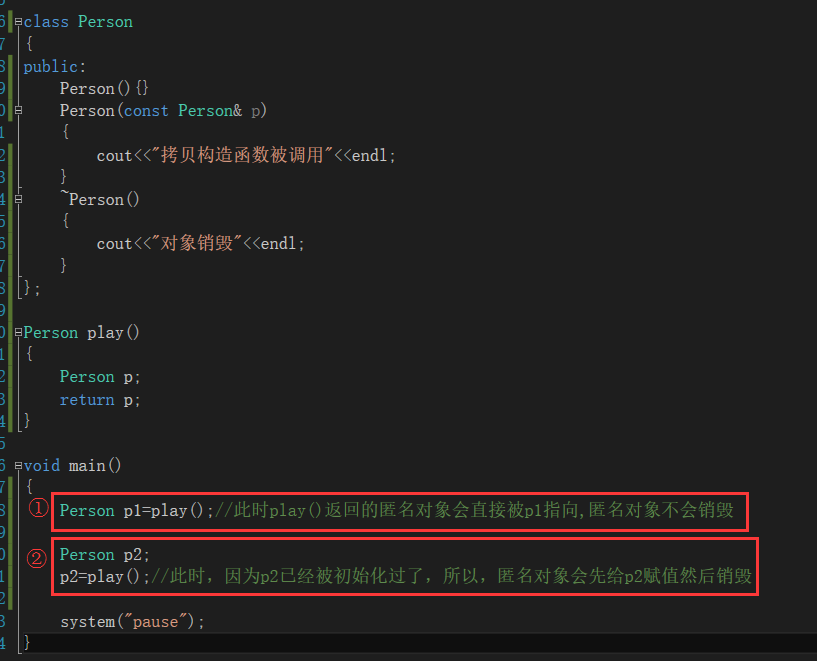 class Person
{
public:
Person(){}
Person(const Person& p)
{
cout<<"拷贝构造函数被调用"<<endl;
}
~Person()
{
cout<<"对象销毁"<<endl;
}
};
Person play()
{
Person p;
return p;
}
void main()
{
① Person p1=play();//此时play()返回的匿名对象会直接被p1指向,匿名对象不会销毁
② Person p2;
p2=play();//此时，因为p2已经被初始化过了，所以，匿名对象会先给p2赋值然后销毁
system("pause");
}